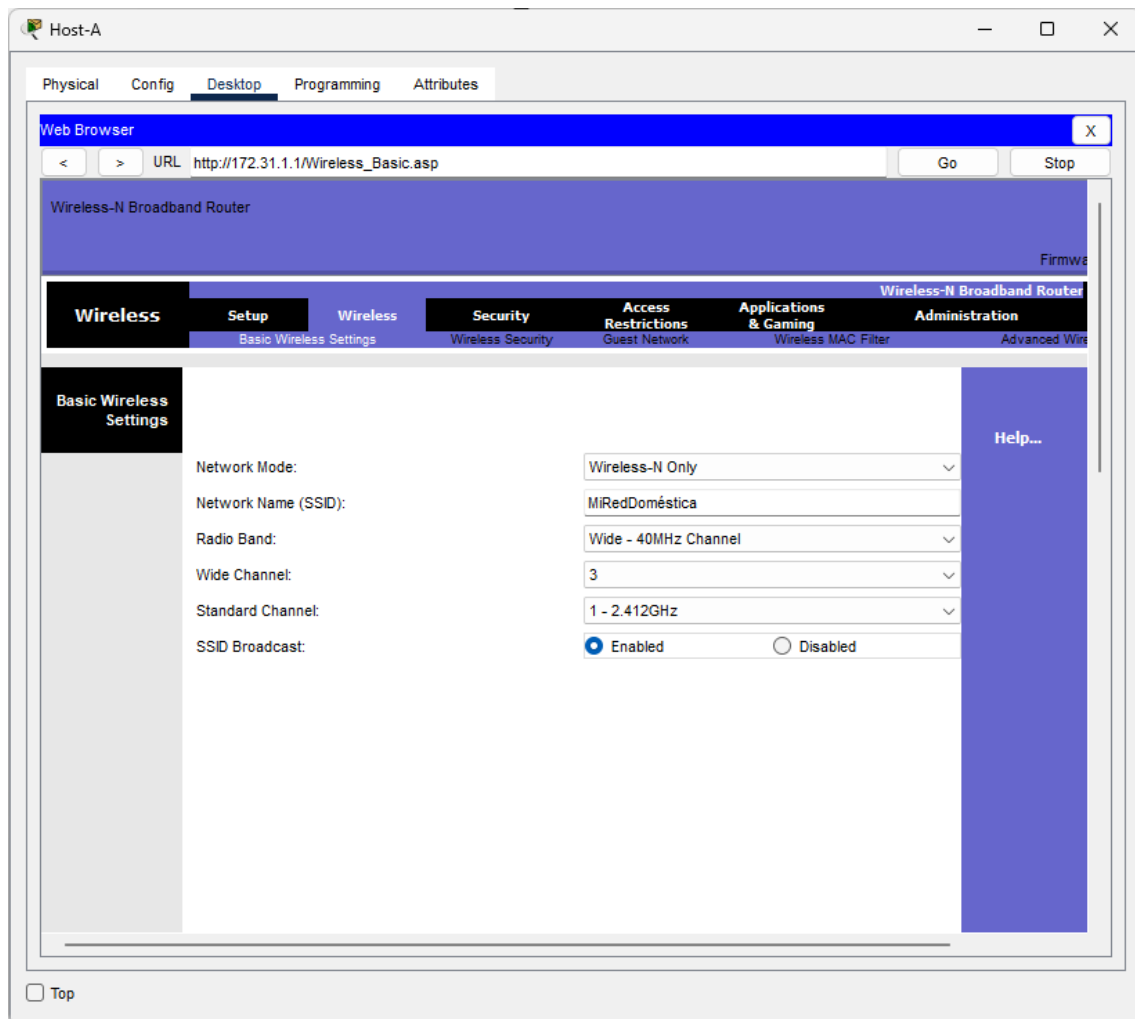 Host-A
Physical Config Desktop Programming Attributes
Web Browser X
< > URL http://172.31.1.1/Wireless_Basic.asp Go Stop
Wireless-N Broadband Router
Firmwa
Wireless-N Broadband Router
Wireless Setup Wireless Security Access Restrictions Applications & Gaming Administration
Basic Wireless Settings Wireless Security Guest Network Wireless MAC Filter Advanced Wire
Basic Wireless
Settings
Help...
Network Mode: Wireless-N Only
Network Name (SSID): MiRedDoméstica
Radio Band: Wide - 40MHz Channel
Wide Channel: 3
Standard Channel: 1 - 2.412GHz
SSID Broadcast: Enabled Disabled
Top